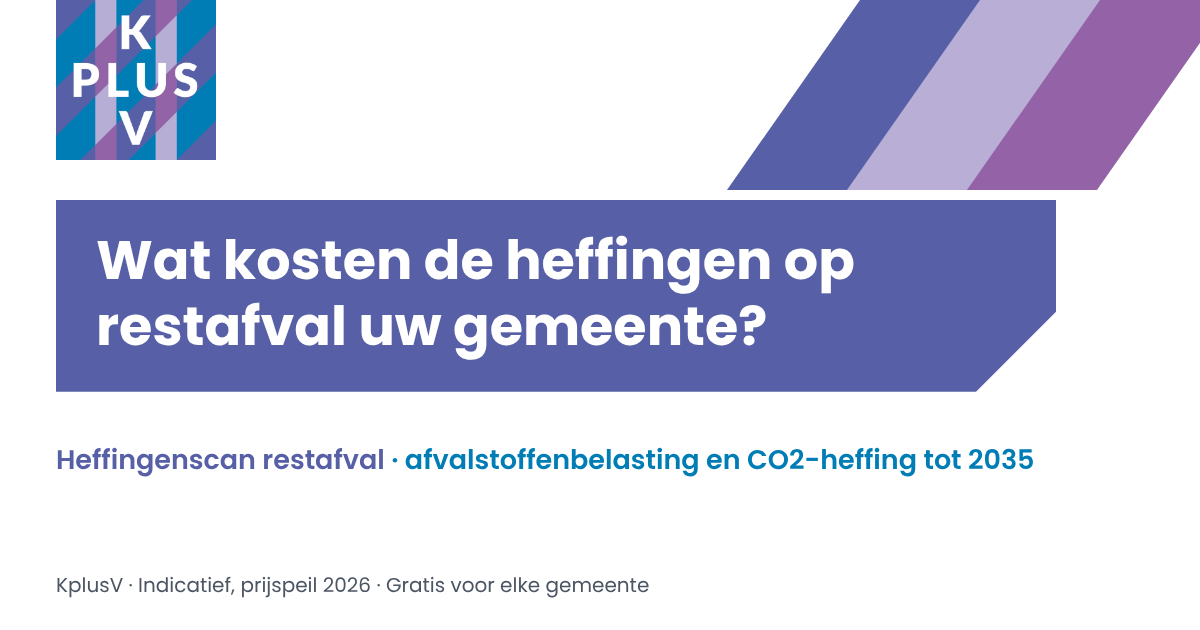 K
PLUS
V
Wat kosten de heffingen op
restafval uw gemeente?
Heffingenscan restafval · afvalstoffenbelasting en CO2-heffing tot 2035
KplusV · Indicatief, prijspeil 2026 · Gratis voor elke gemeente